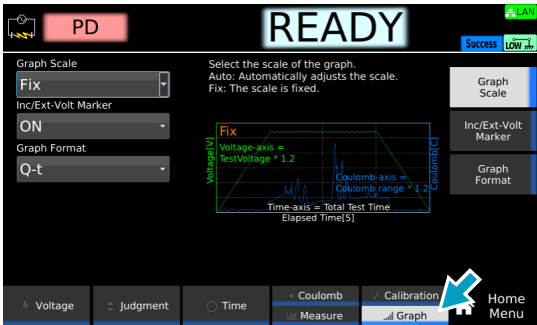 PD
READY
LAN
Success
LOW
Graph Scale
Fix
Inc/Ext-Volt Marker
ON
Graph Format
Q-t
Select the scale of the graph.
Auto: Automatically adjusts the scale.
Fix: The scale is fixed.
Fix
Voltage-axis =
TestVoltage * 1.2
Coulomb-axis =
Coulomb range * 1.2
Time-axis = Total Test Time
Voltage[V]
Coulomb[C]
Elapsed Time[S]
Graph
Scale
Inc/Ext-Volt
Marker
Graph
Format
Voltage
Judgment
Time
Coulomb
Measure
Calibration
Graph
Home
Menu